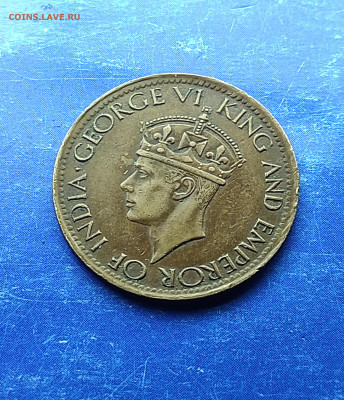 COINS.LAVE.RU
GEORGE VI KING AND EMPEROR OF INDIA